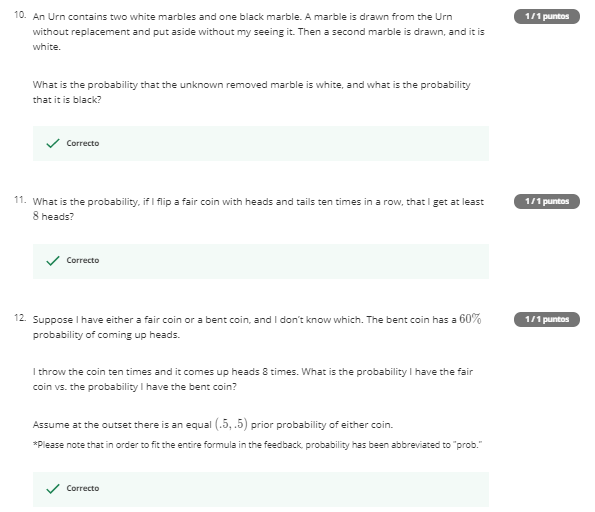 10. An Urn contains two white marbles and one black marble. A marble is drawn from the Urn 1 / 1 puntos
without replacement and put aside without my seeing it. Then a second marble is drawn, and it is
white.
What is the probability that the unknown removed marble is white, and what is the probability
that it is black?
Correcto
11. What is the probability, if I flip a fair coin with heads and tails ten times in a row, that I get at least 1 / 1 puntos
8 heads?
Correcto
12. Suppose I have either a fair coin or a bent coin, and I don't know which. The bent coin has a 60% 1 / 1 puntos
probability of coming up heads.
I throw the coin ten times and it comes up heads 8 times. What is the probability I have the fair
coin vs. the probability I have the bent coin?
Assume at the outset there is an equal (.5, .5) prior probability of either coin.
*Please note that in order to fit the entire formula in the feedback, probability has been abbreviated to "prob."
Correcto